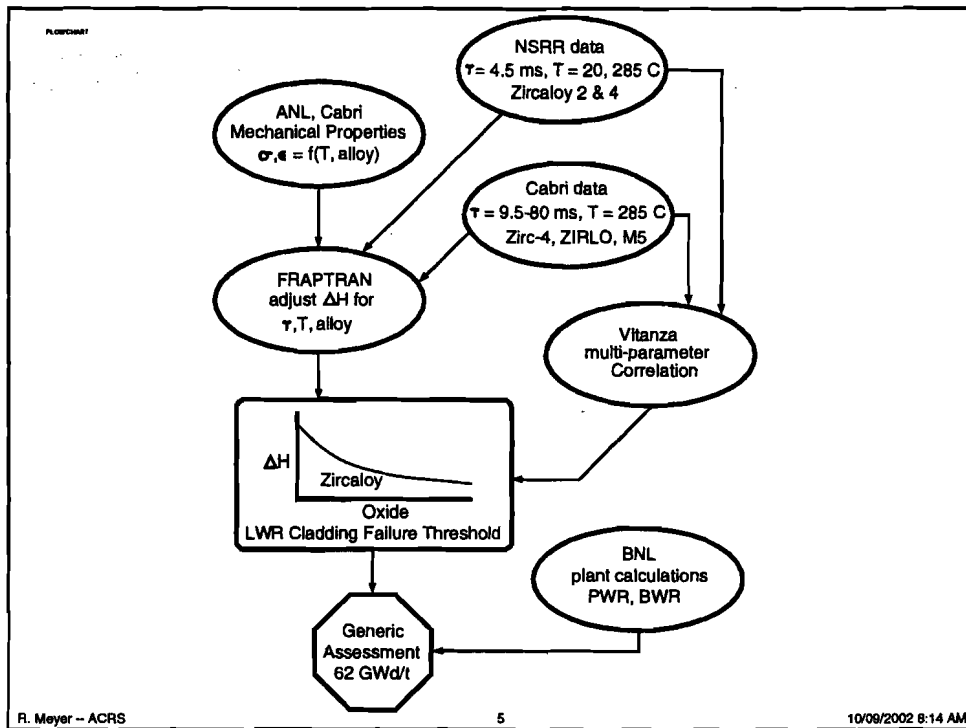 FLOWCHART
NSRR data
τ= 4.5 ms, T = 20, 285 C
Zircaloy 2 & 4
ANL, Cabri
Mechanical Properties
σ,ϵ = f(T, alloy)
Cabri data
τ = 9.5-80 ms, T = 285 C
Zirc-4, ZIRLO, M5
FRAPTRAN
adjust ΔH for
τ,T, alloy
Vitanza
multi-parameter
Correlation
ΔH
Zircaloy
Oxide
LWR Cladding Failure Threshold
BNL
plant calculations
PWR, BWR
Generic
Assessment
62 GWd/t
R. Meyer -- ACRS
5
10/09/2002 8:14 AM